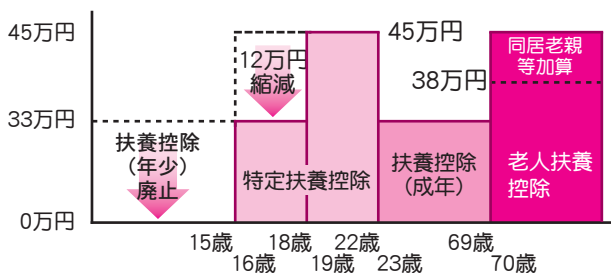 45万円
33万円
0万円
扶養控除
（年少）
廃止
12万円
縮減
特定扶養控除
45万円
38万円
扶養控除
（成年）
同居老親
等加算
老人扶養
控除
15歳
16歳
18歳
19歳
22歳
23歳
69歳
70歳